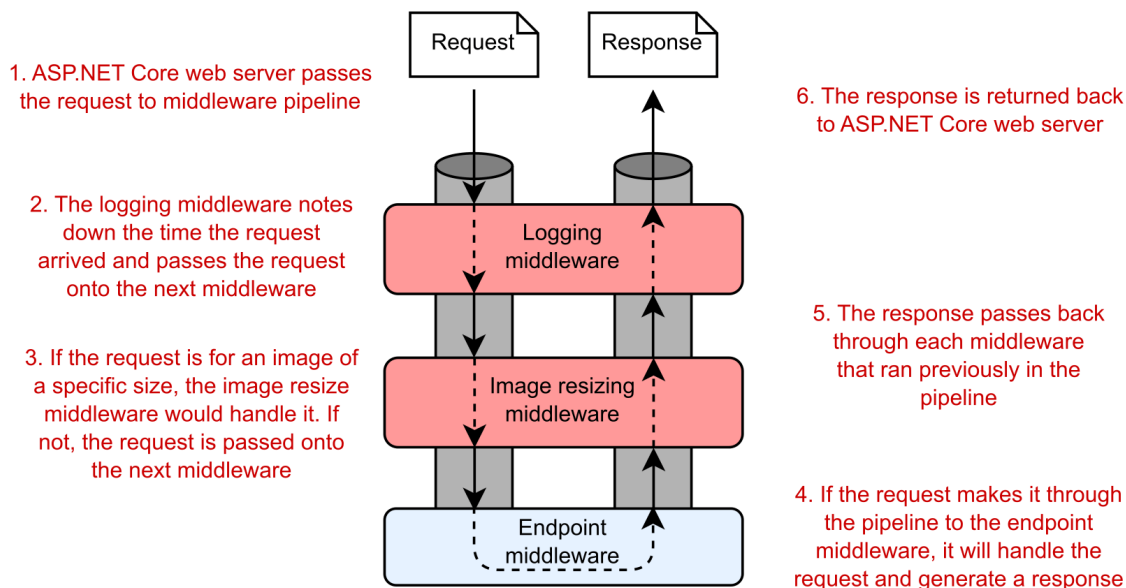 Request
Response
1. ASP.NET Core web server passes
the request to middleware pipeline
6. The response is returned back
to ASP.NET Core web server
2. The logging middleware notes
down the time the request
arrived and passes the request
onto the next middleware
Logging
middleware
5. The response passes back
through each middleware
that ran previously in the
pipeline
3. If the request is for an image of
a specific size, the image resize
middleware would handle it. If
not, the request is passed onto
the next middleware
Image resizing
middleware
4. If the request makes it through
the pipeline to the endpoint
middleware, it will handle the
request and generate a response
Endpoint
middleware